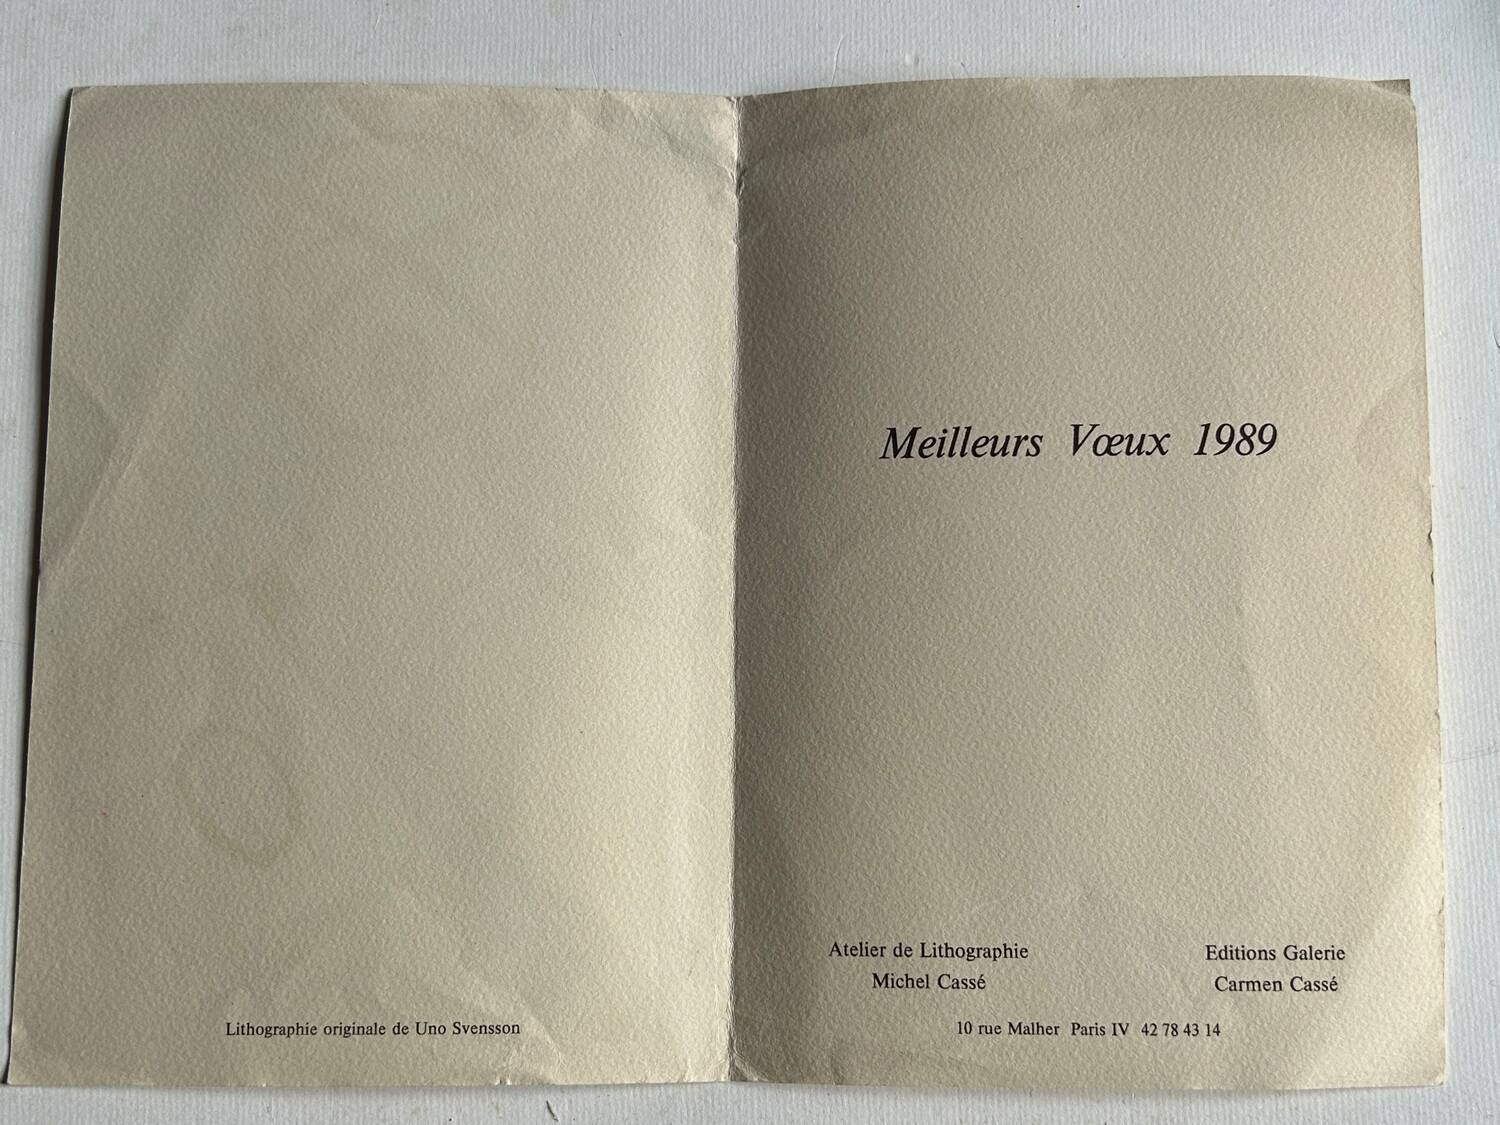 Lithographie originale de Uno Svensson
Meilleurs Vœux 1989
Atelier de Lithographie
Michel Cassé
Editions Galerie
Carmen Cassé
10 rue Malher Paris IV 42 78 43 14